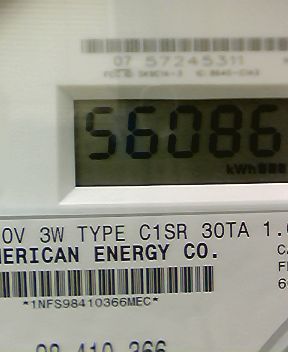 07 57245311
56086
kWh
0V 3W TYPE C1SR 30TA 1.
MERICAN ENERGY CO.
*1NFS98410366MEC*
98 410 366